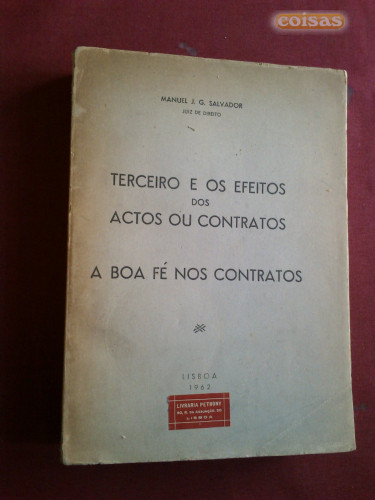 coisas
MANUEL J. G. SALVADOR
JUIZ DE DIREITO
TERCEIRO E OS EFEITOS
DOS
ACTOS OU CONTRATOS
A BOA FÉ NOS CONTRATOS
LISBOA
1962
LIVRARIA PETRONY
LISBOA